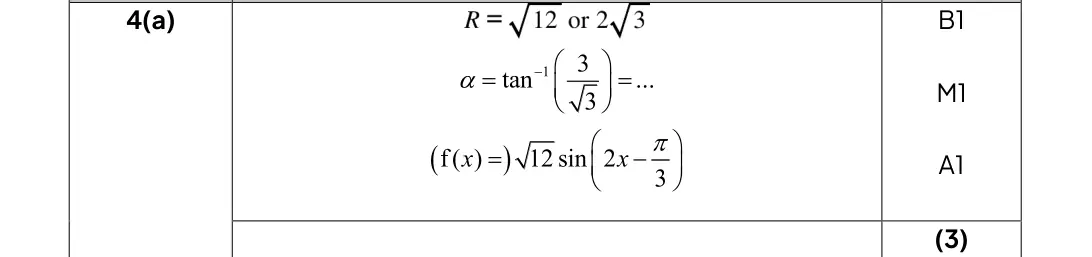 4(a) R = √12 or 2√3 B1
α = tan⁻¹(3/√3) = ... M1
(f(x) =) √12 sin(2x − π/3) A1
(3)